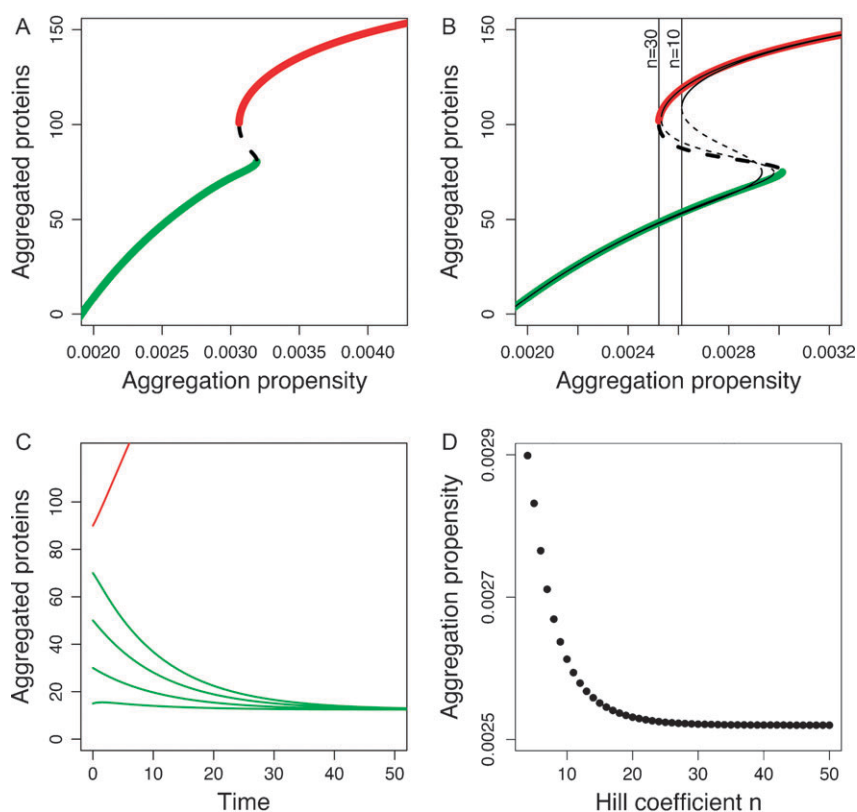 A
Aggregated proteins
150
100
50
0
0.0020 0.0025 0.0030 0.0035 0.0040
Aggregation propensity
B
Aggregated proteins
150
100
50
0
n=30
n=10
0.0020 0.0024 0.0028 0.0032
Aggregation propensity
C
Aggregated proteins
100
80
60
40
20
0
0 10 20 30 40 50
Time
D
Aggregation propensity
0.0029
0.0027
0.0025
10 20 30 40 50
Hill coefficient n